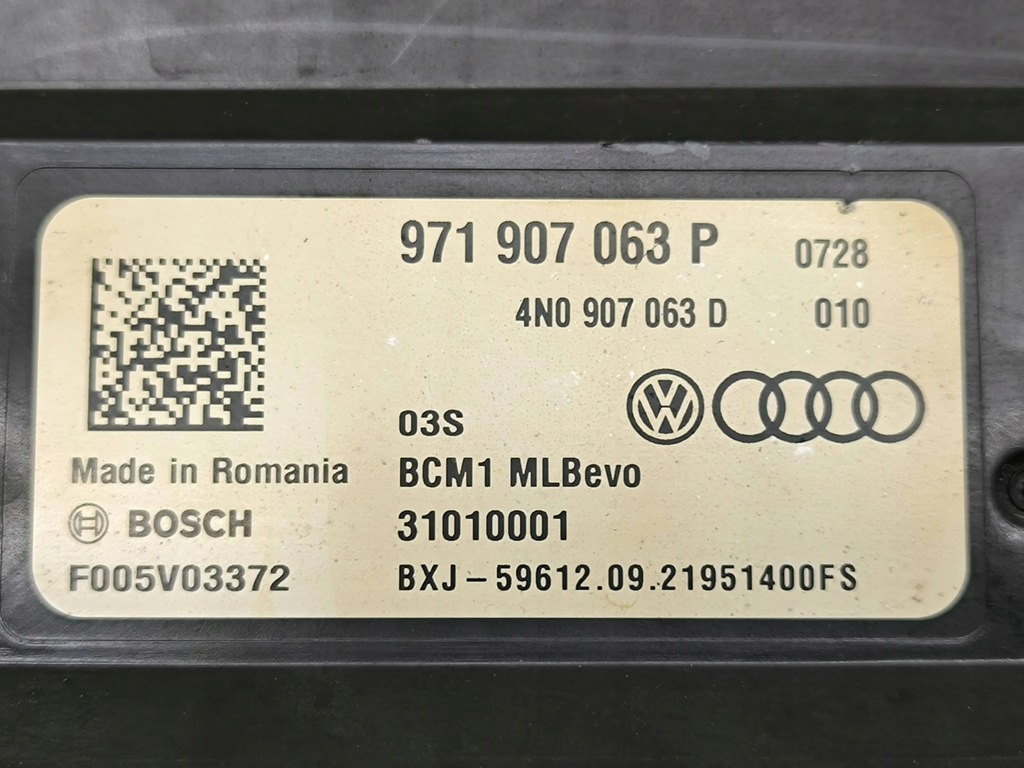 971 907 063 P 0728
4N0 907 063 D 010
03S
Made in Romania BCM1 MLBevo
BOSCH 31010001
F005V03372 BXJ-59612.09.21951400FS